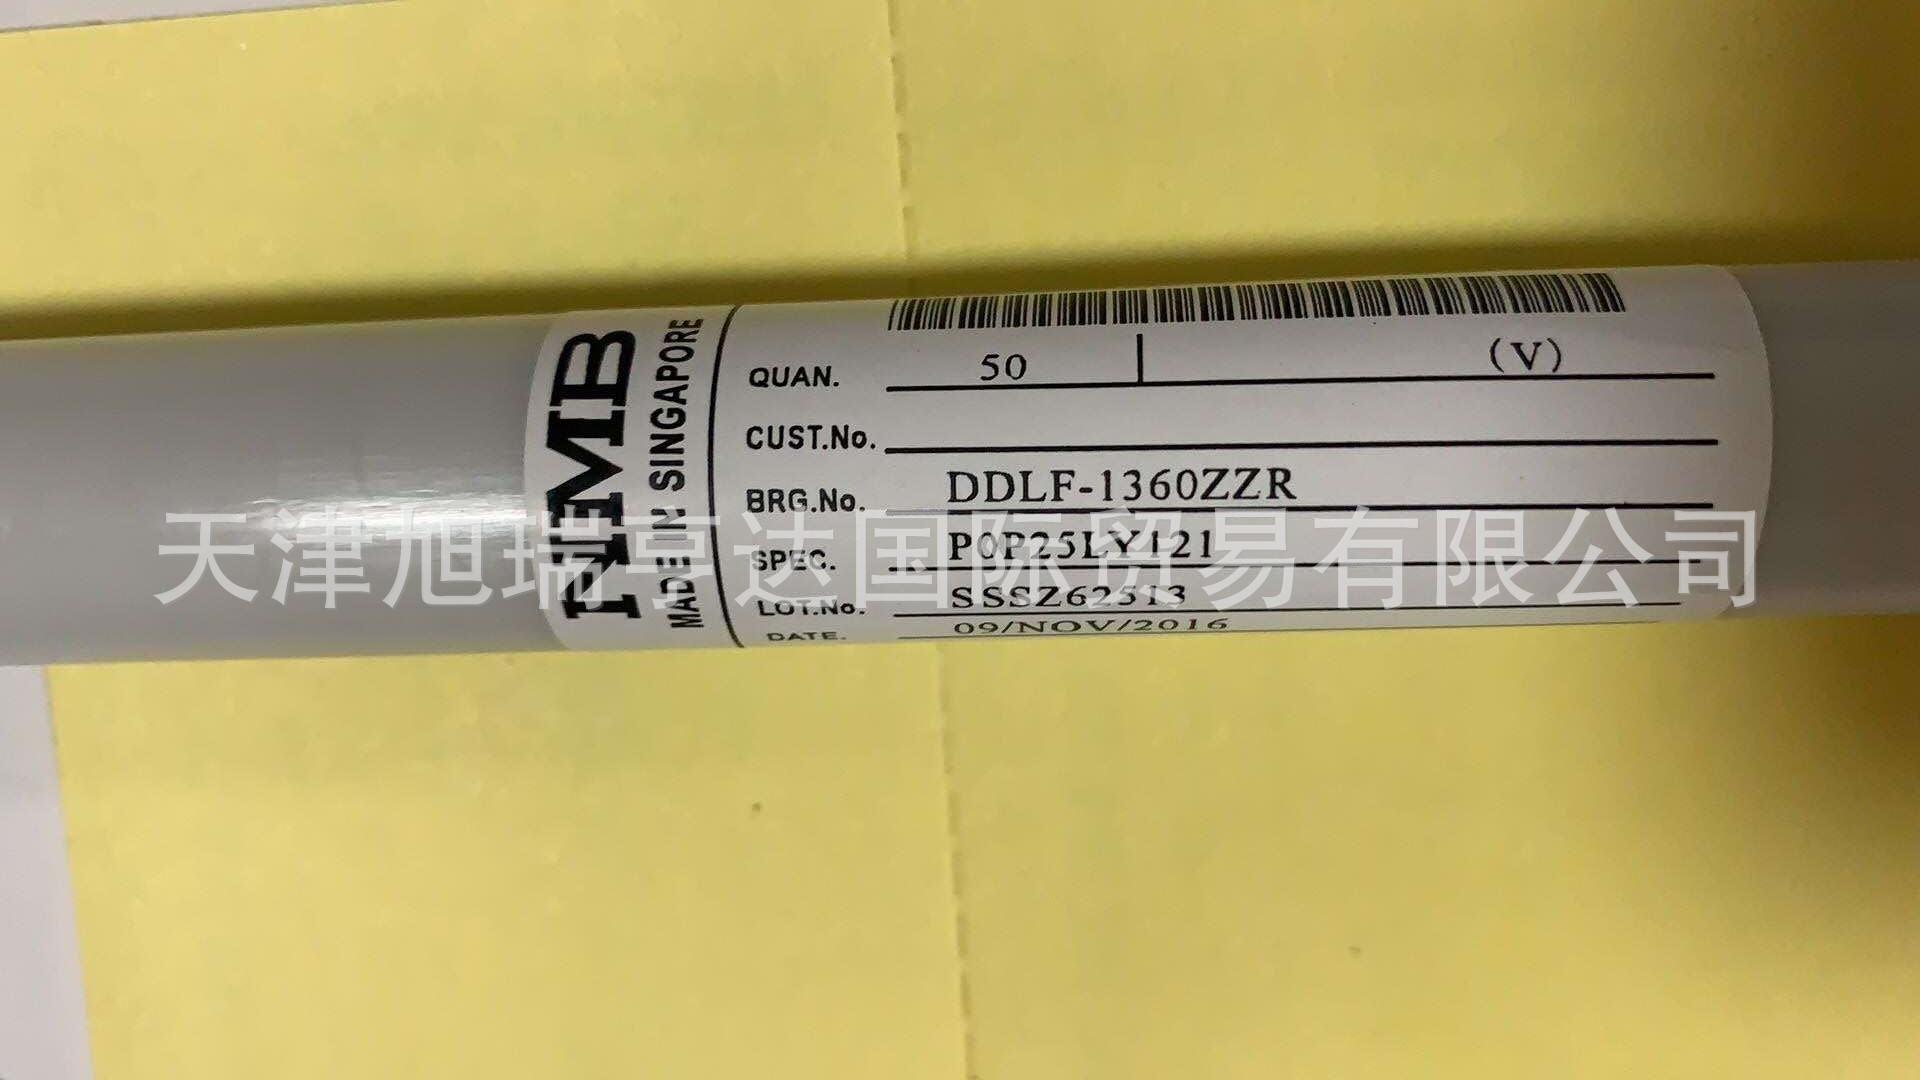 NMB
MADE IN SINGAPORE
QUAN. 50 (V)
CUST.No.
BRG.No. DDLF-1360ZZR
SPEC. P0P25LY121
LOT.No. SSSZ62513
DATE. 09/NOV/2016
天津旭瑞亨达国际贸易有限公司